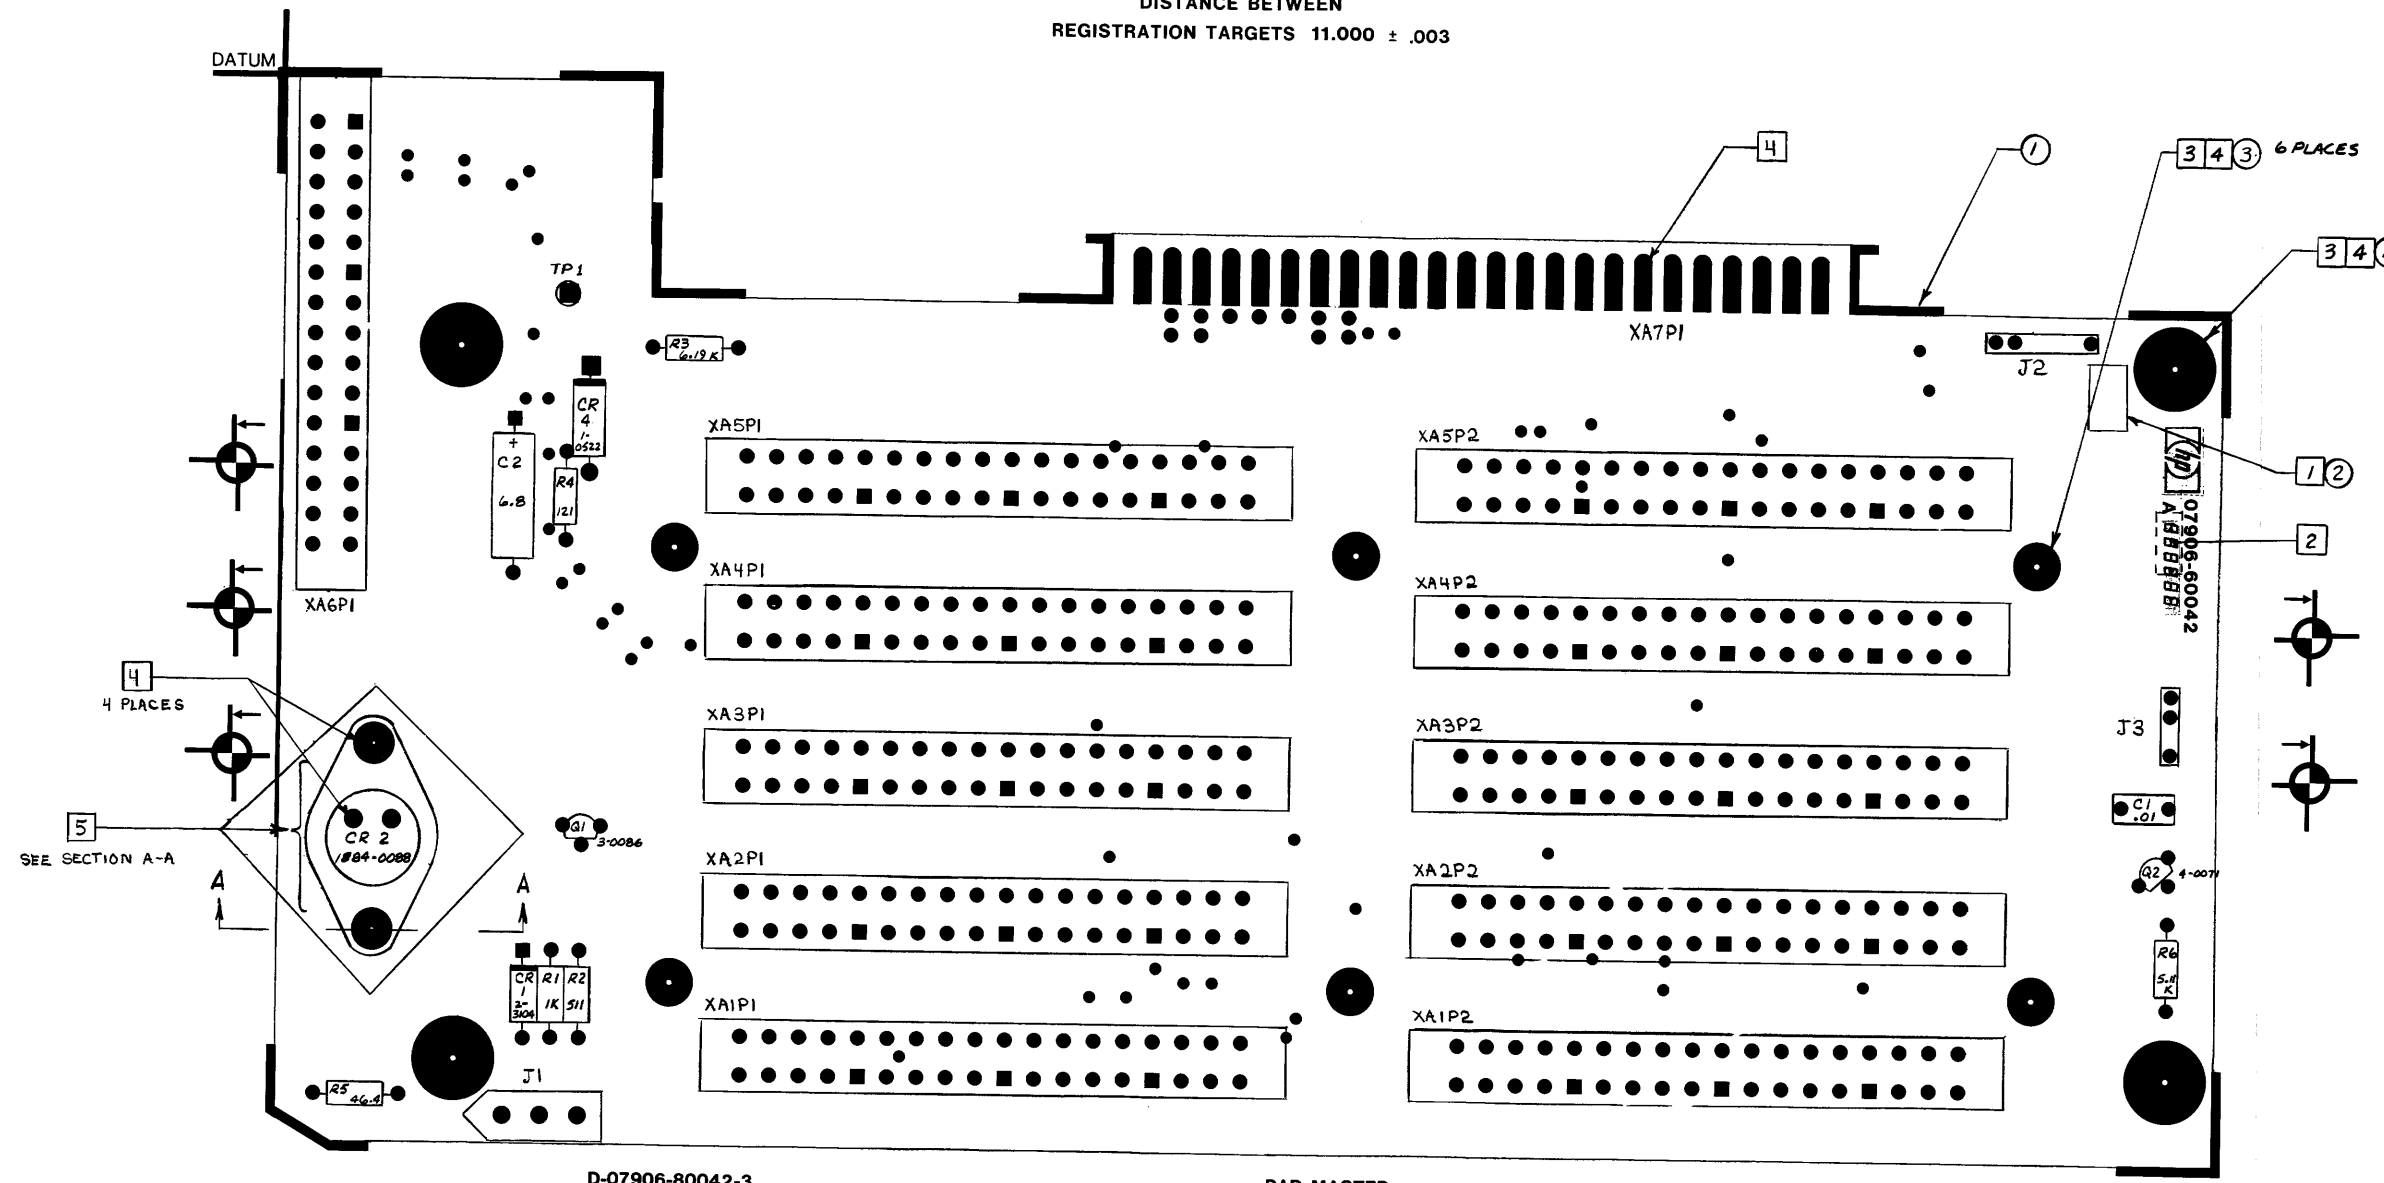 DISTANCE BETWEEN
REGISTRATION TARGETS 11.000 ± .003
DATUM
4
1
3 4 3 6 PLACES
3 4
TP1
XA7P1
R3
6.19K
J2
CR
4
1-
0522
XA5P1
XA5P2
+
C2
6.8
R4
121
hp
1 2
07906-60042
A
2
XA4P1
XA4P2
XA6P1
4
4 PLACES
XA3P1
XA3P2
J3
C1
.01
5
SEE SECTION A-A
CR 2
1884-0088
Q1
3-0086
XA2P1
XA2P2
Q2
4-0071
A
A
CR
1
2-
3104
R1
1K
R2
511
R6
5.11
K
XA1P1
XA1P2
J1
R5
46.4
D-07906-80042-3
PAD MASTER